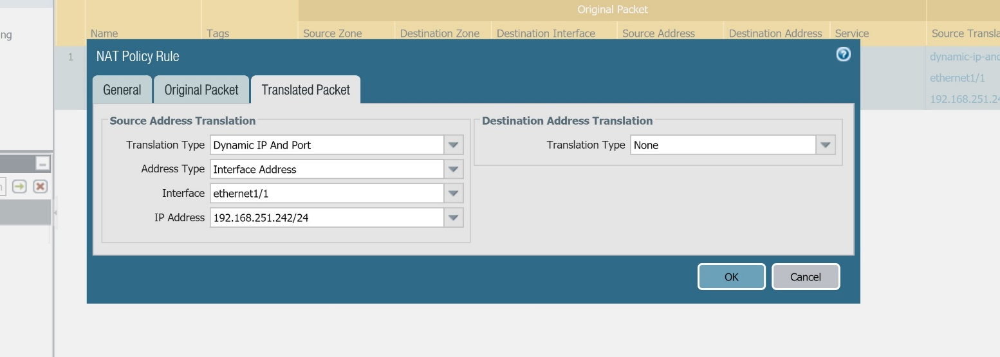 Original Packet
ng
Name Tags Source Zone Destination Zone Destination Interface Source Address Destination Address Service Source Transla
1
dynamic-ip-and
ethernet1/1
192.168.251.24
NAT Policy Rule
General Original Packet Translated Packet
Source Address Translation
Translation Type Dynamic IP And Port
Address Type Interface Address
Interface ethernet1/1
IP Address 192.168.251.242/24
Destination Address Translation
Translation Type None
OK Cancel